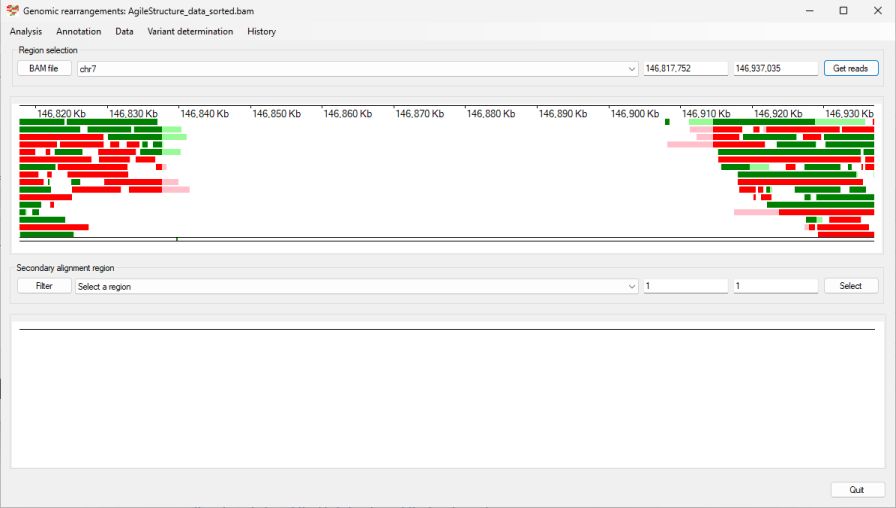 Genomic rearrangements: AgileStructure_data_sorted.bam
Analysis Annotation Data Variant determination History
Region selection
BAM file chr7 146,817,752 146,937,035 Get reads
146,820 Kb 146,830 Kb 146,840 Kb 146,850 Kb 146,860 Kb 146,870 Kb 146,880 Kb 146,890 Kb 146,900 Kb 146,910 Kb 146,920 Kb 146,930 Kb
Secondary alignment region
Filter Select a region 1 1 Select
Quit